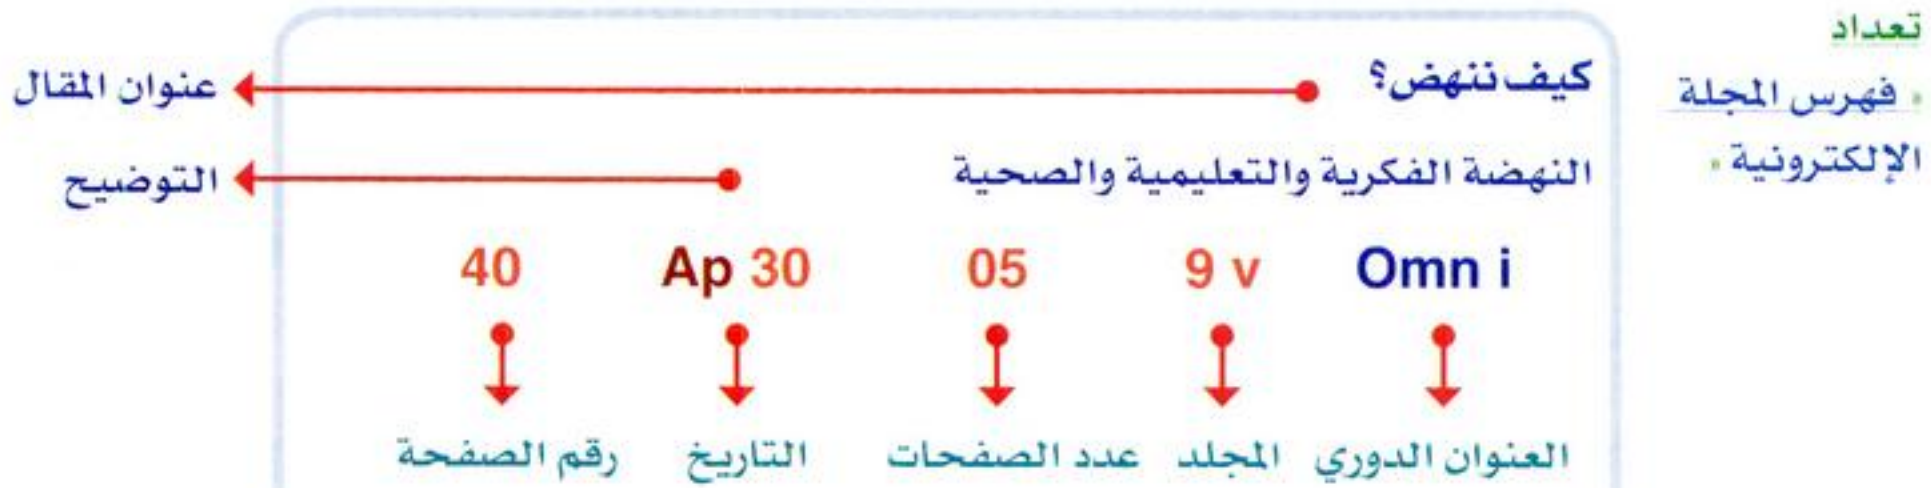 تعداد
فهرس المجلة
الإلكترونية
كيف ننهض؟
عنوان المقال
النهضة الفكرية والتعليمية والصحية
التوضيح
Omn i 9 v 05 Ap 30 40
العنوان الدوري المجلد عدد الصفحات التاريخ رقم الصفحة